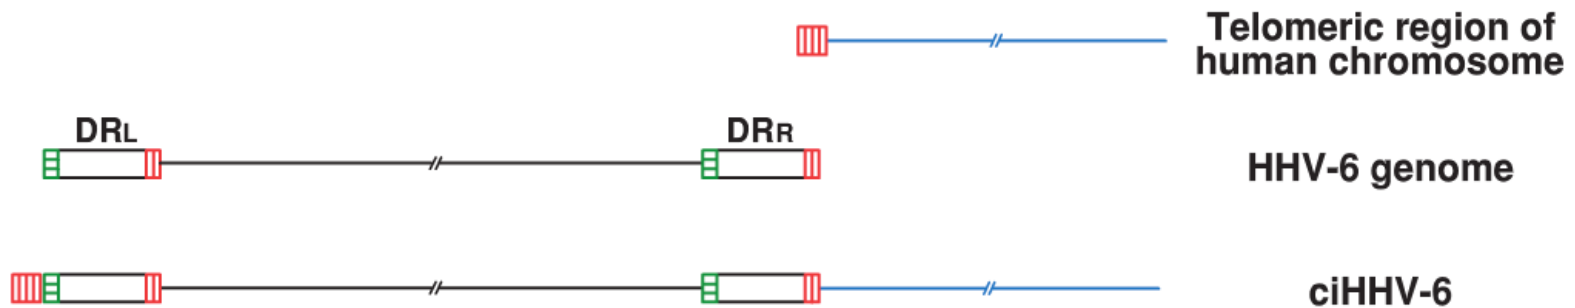 Telomeric region of
human chromosome
DRL
DRR
HHV-6 genome
ciHHV-6